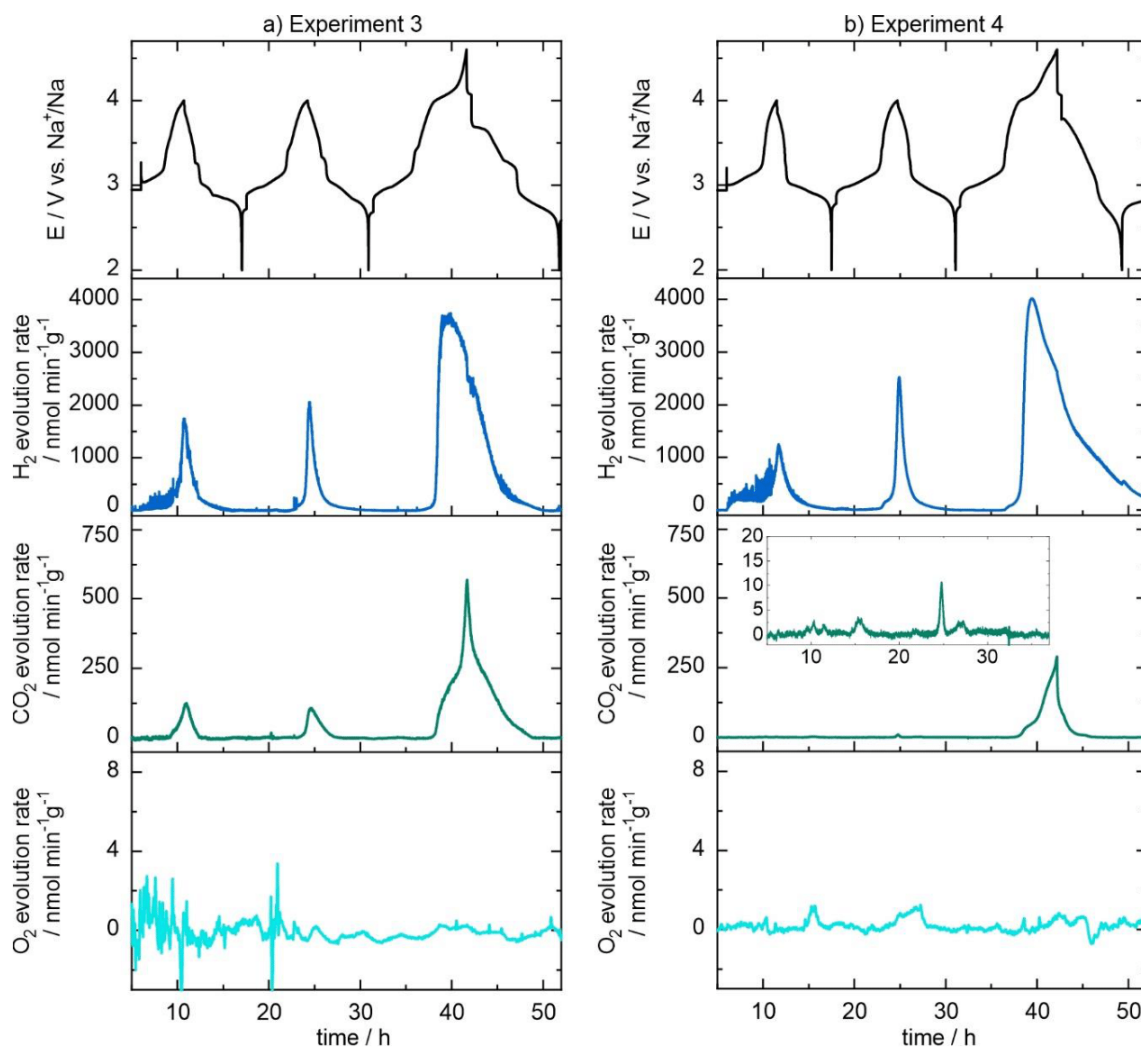 a) Experiment 3
b) Experiment 4
E / V vs. Na⁺/Na
4
3
2
E / V vs. Na⁺/Na
4
3
2
H₂ evolution rate
/ nmol min⁻¹g⁻¹
4000
3000
2000
1000
0
H₂ evolution rate
/ nmol min⁻¹g⁻¹
4000
3000
2000
1000
0
CO₂ evolution rate
/ nmol min⁻¹g⁻¹
750
500
250
0
CO₂ evolution rate
/ nmol min⁻¹g⁻¹
750
500
250
0
20
15
10
5
0
10 20 30
O₂ evolution rate
/ nmol min⁻¹g⁻¹
8
4
0
O₂ evolution rate
/ nmol min⁻¹g⁻¹
8
4
0
10 20 30 40 50
time / h
10 20 30 40 50
time / h